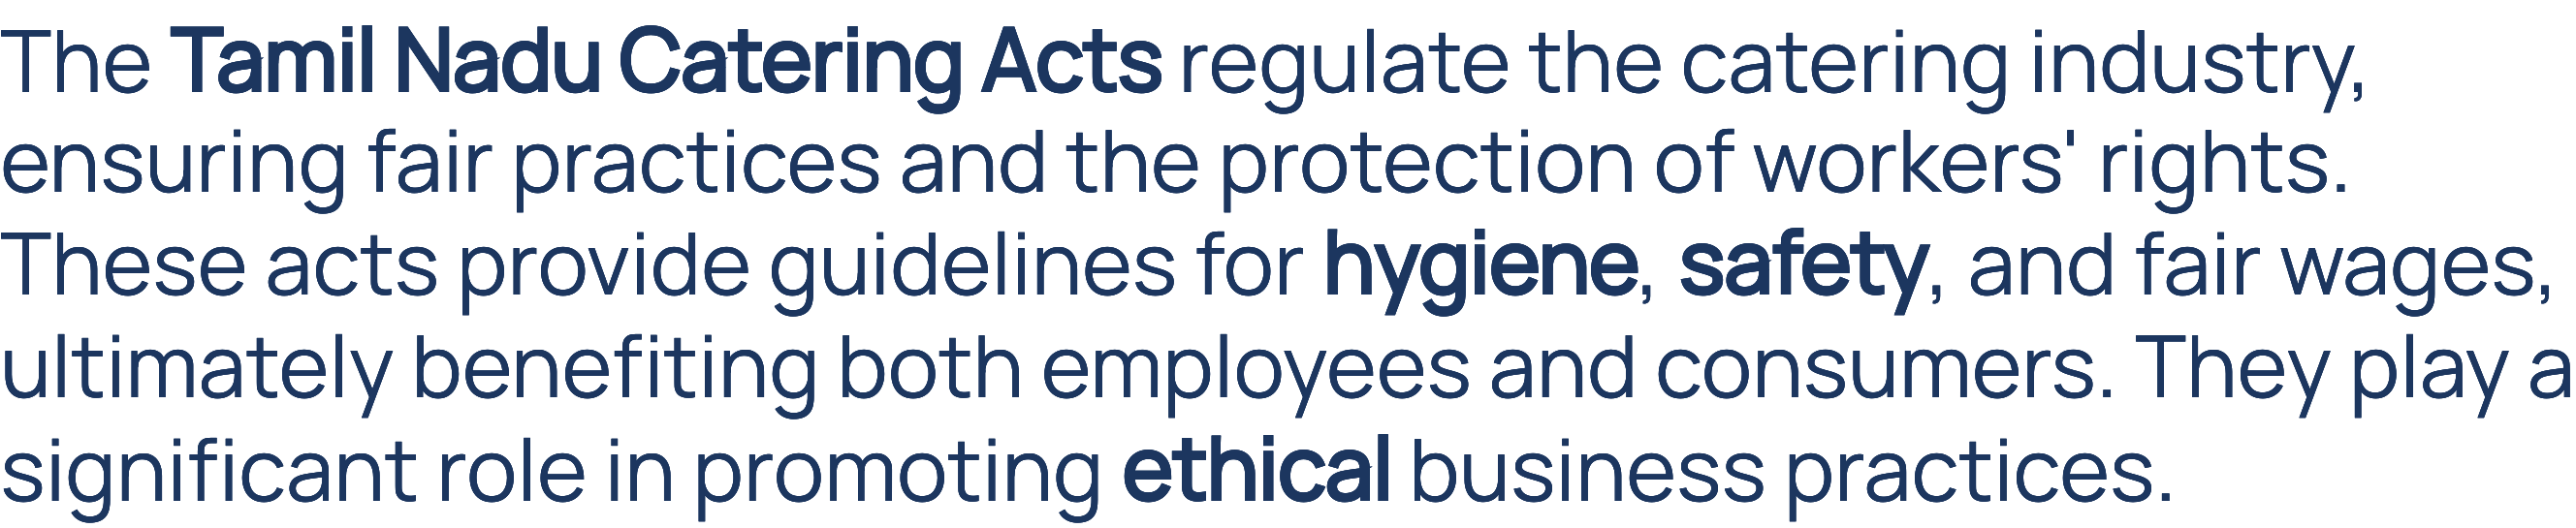 The Tamil Nadu Catering Acts regulate the catering industry,
ensuring fair practices and the protection of workers' rights.
These acts provide guidelines for hygiene, safety, and fair wages,
ultimately benefiting both employees and consumers. They play a
significant role in promoting ethical business practices.